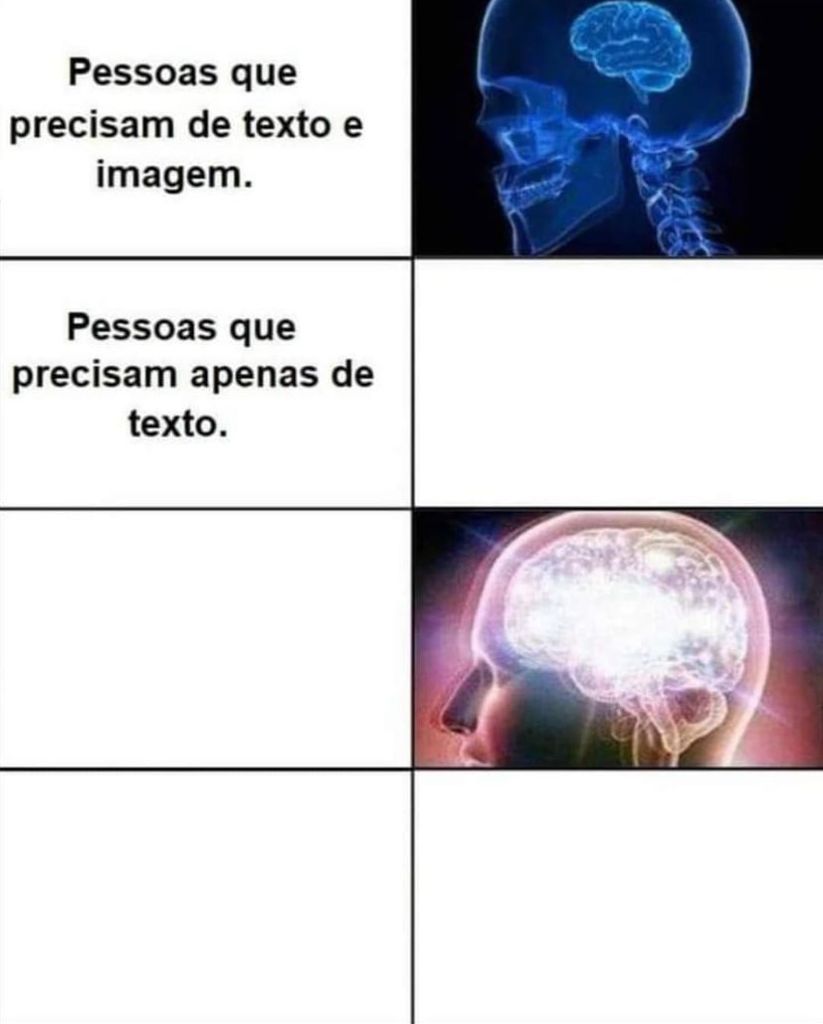 Pessoas que
precisam de texto e
imagem.
Pessoas que
precisam apenas de
texto.